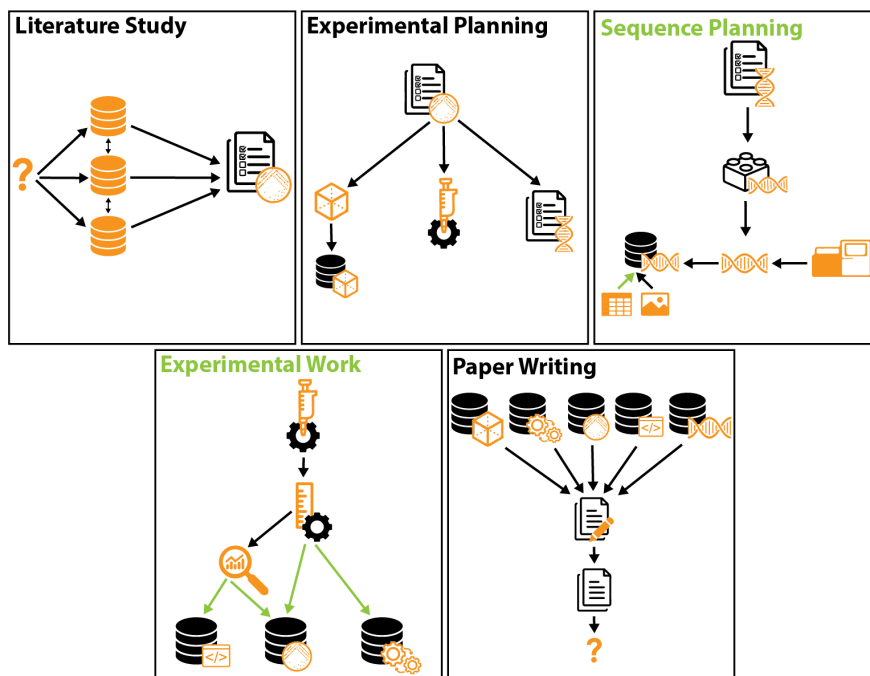 Literature Study
Experimental Planning
Sequence Planning
Experimental Work
Paper Writing